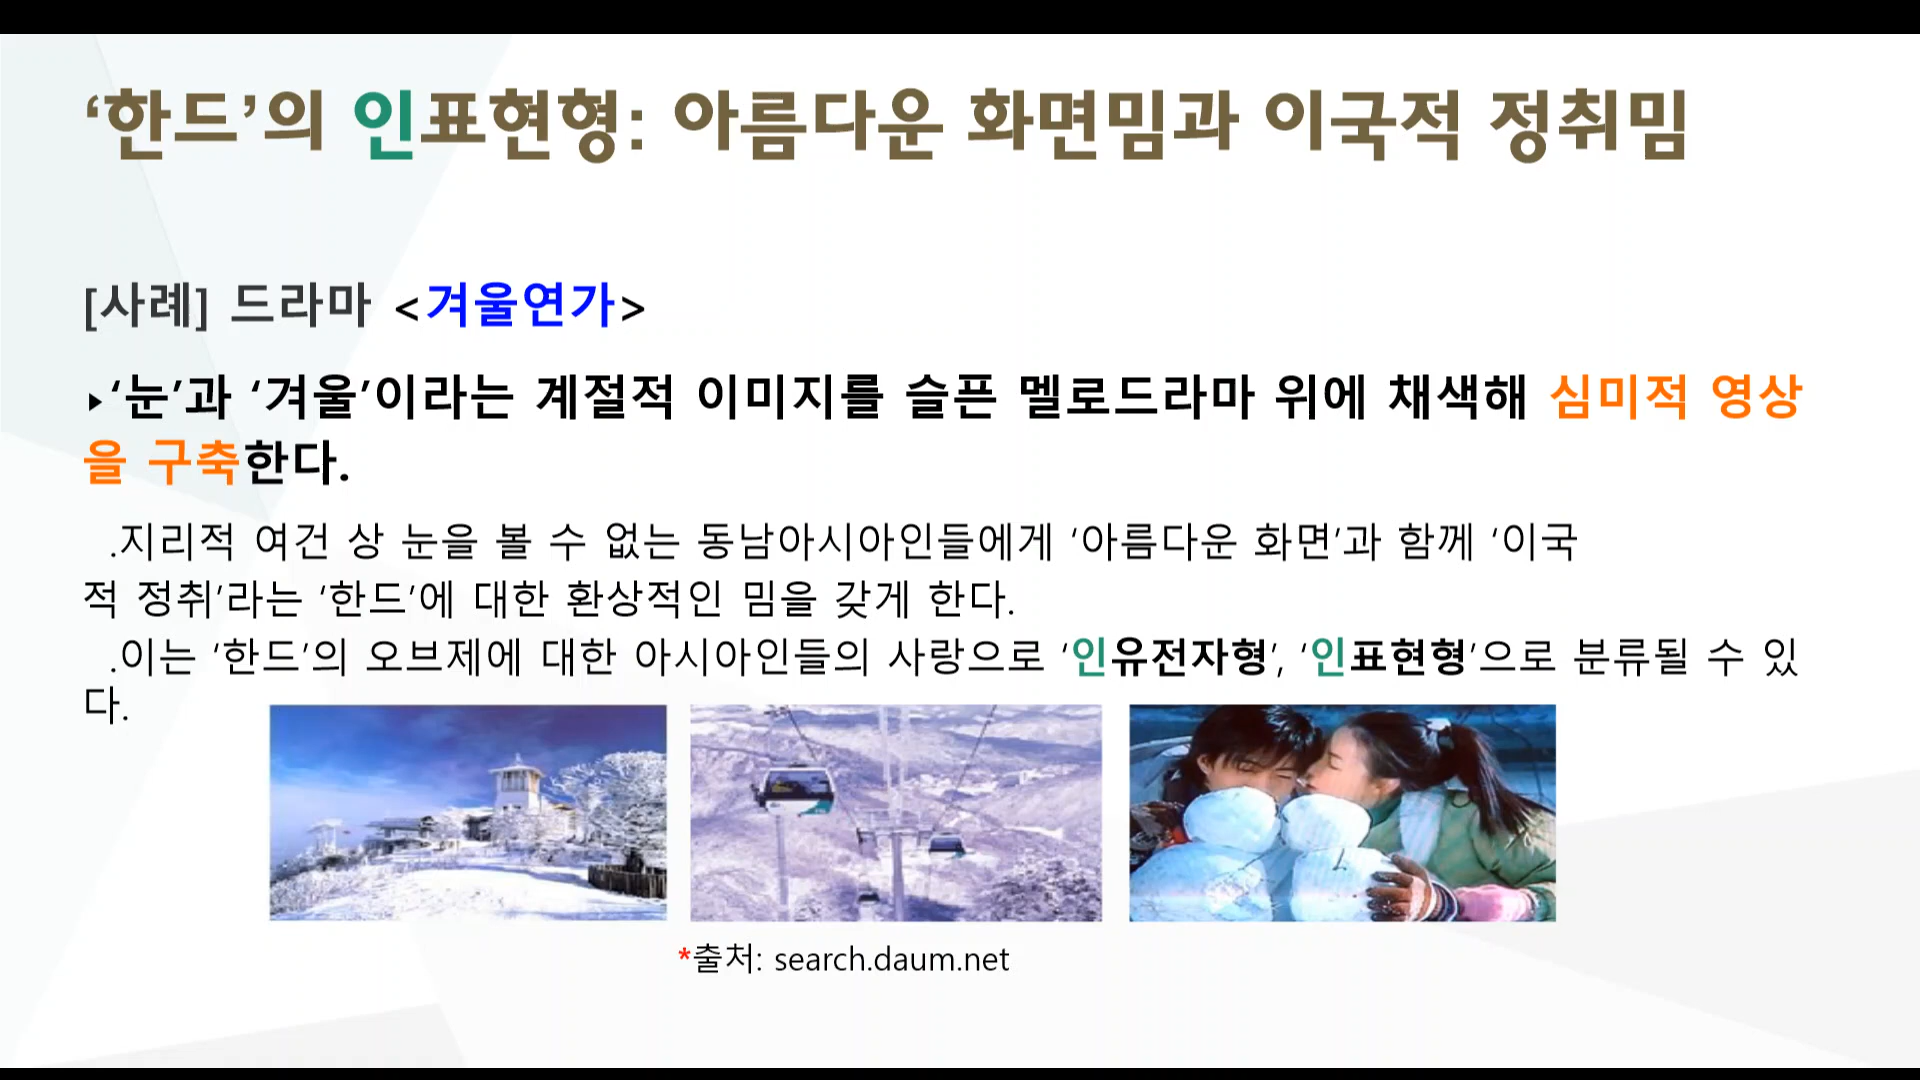 ‘한드’의 인표현형: 아름다운 화면밈과 이국적 정취밈
[사례] 드라마 <겨울연가>
▸‘눈’과 ‘겨울’이라는 계절적 이미지를 슬픈 멜로드라마 위에 채색해 심미적 영상
을 구축한다.
.지리적 여건 상 눈을 볼 수 없는 동남아시아인들에게 ‘아름다운 화면’과 함께 ‘이국
적 정취’라는 ‘한드’에 대한 환상적인 밈을 갖게 한다.
.이는 ‘한드’의 오브제에 대한 아시아인들의 사랑으로 ‘인유전자형’, ‘인표현형’으로 분류될 수 있
다.
*출처: search.daum.net